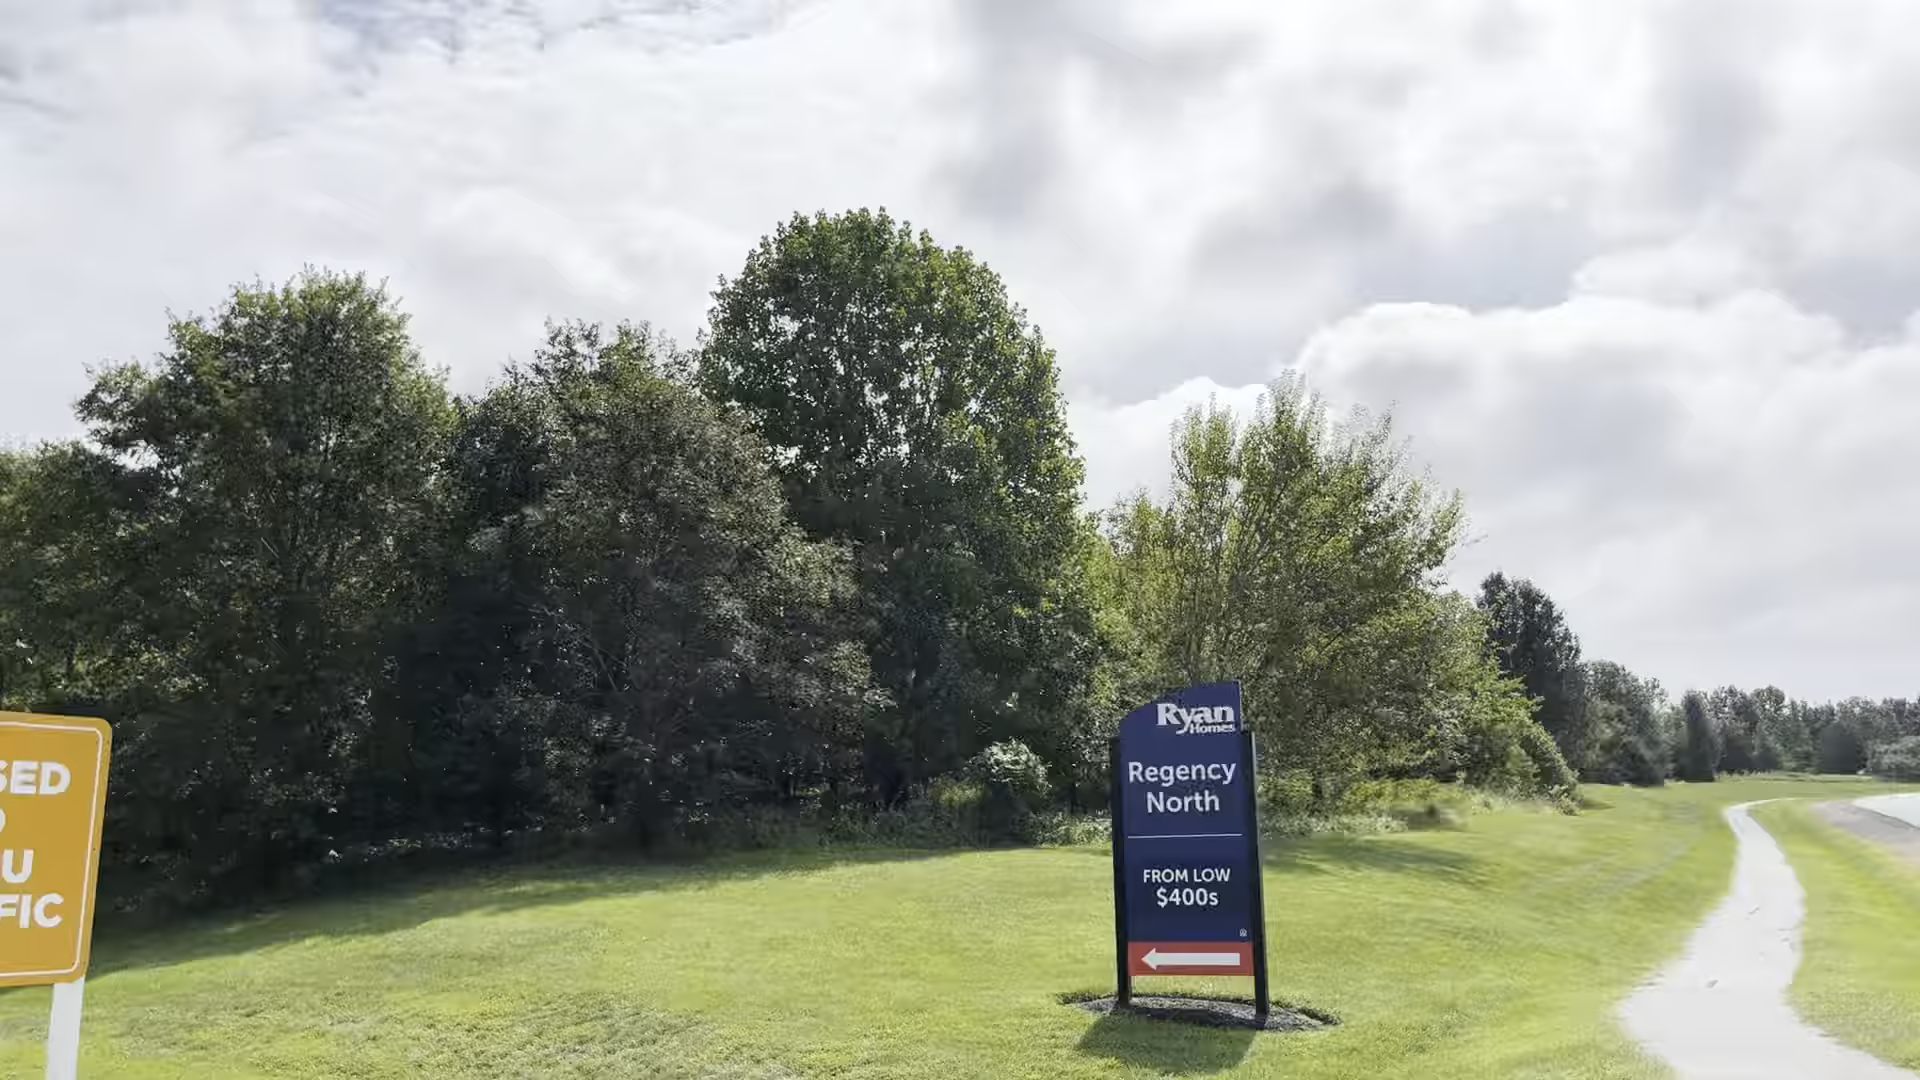 SED
U
FIC
Ryan
Homes
Regency
North
FROM LOW
$400s